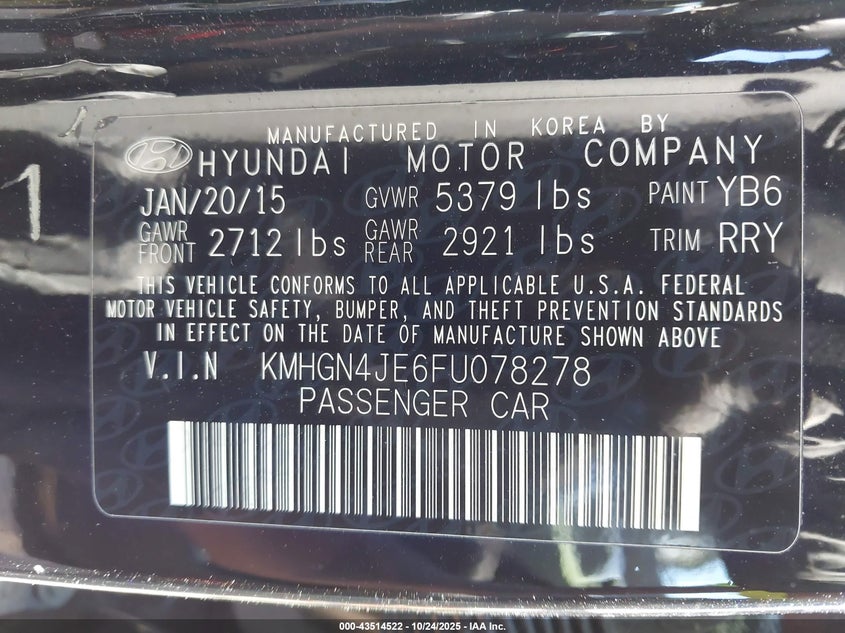 1
MANUFACTURED IN KOREA BY
HYUNDAI MOTOR COMPANY
JAN/20/15 GVWR 5379 lbs PAINT YB6
GAWR FRONT 2712 lbs GAWR REAR 2921 lbs TRIM RRY
THIS VEHICLE CONFORMS TO ALL APPLICABLE U.S.A. FEDERAL
MOTOR VEHICLE SAFETY, BUMPER, AND THEFT PREVENTION STANDARDS
IN EFFECT ON THE DATE OF MANUFACTURE SHOWN ABOVE
V.I.N KMHGN4JE6FU078278
PASSENGER CAR
000-43514522 - 10/24/2025 - IAA Inc.